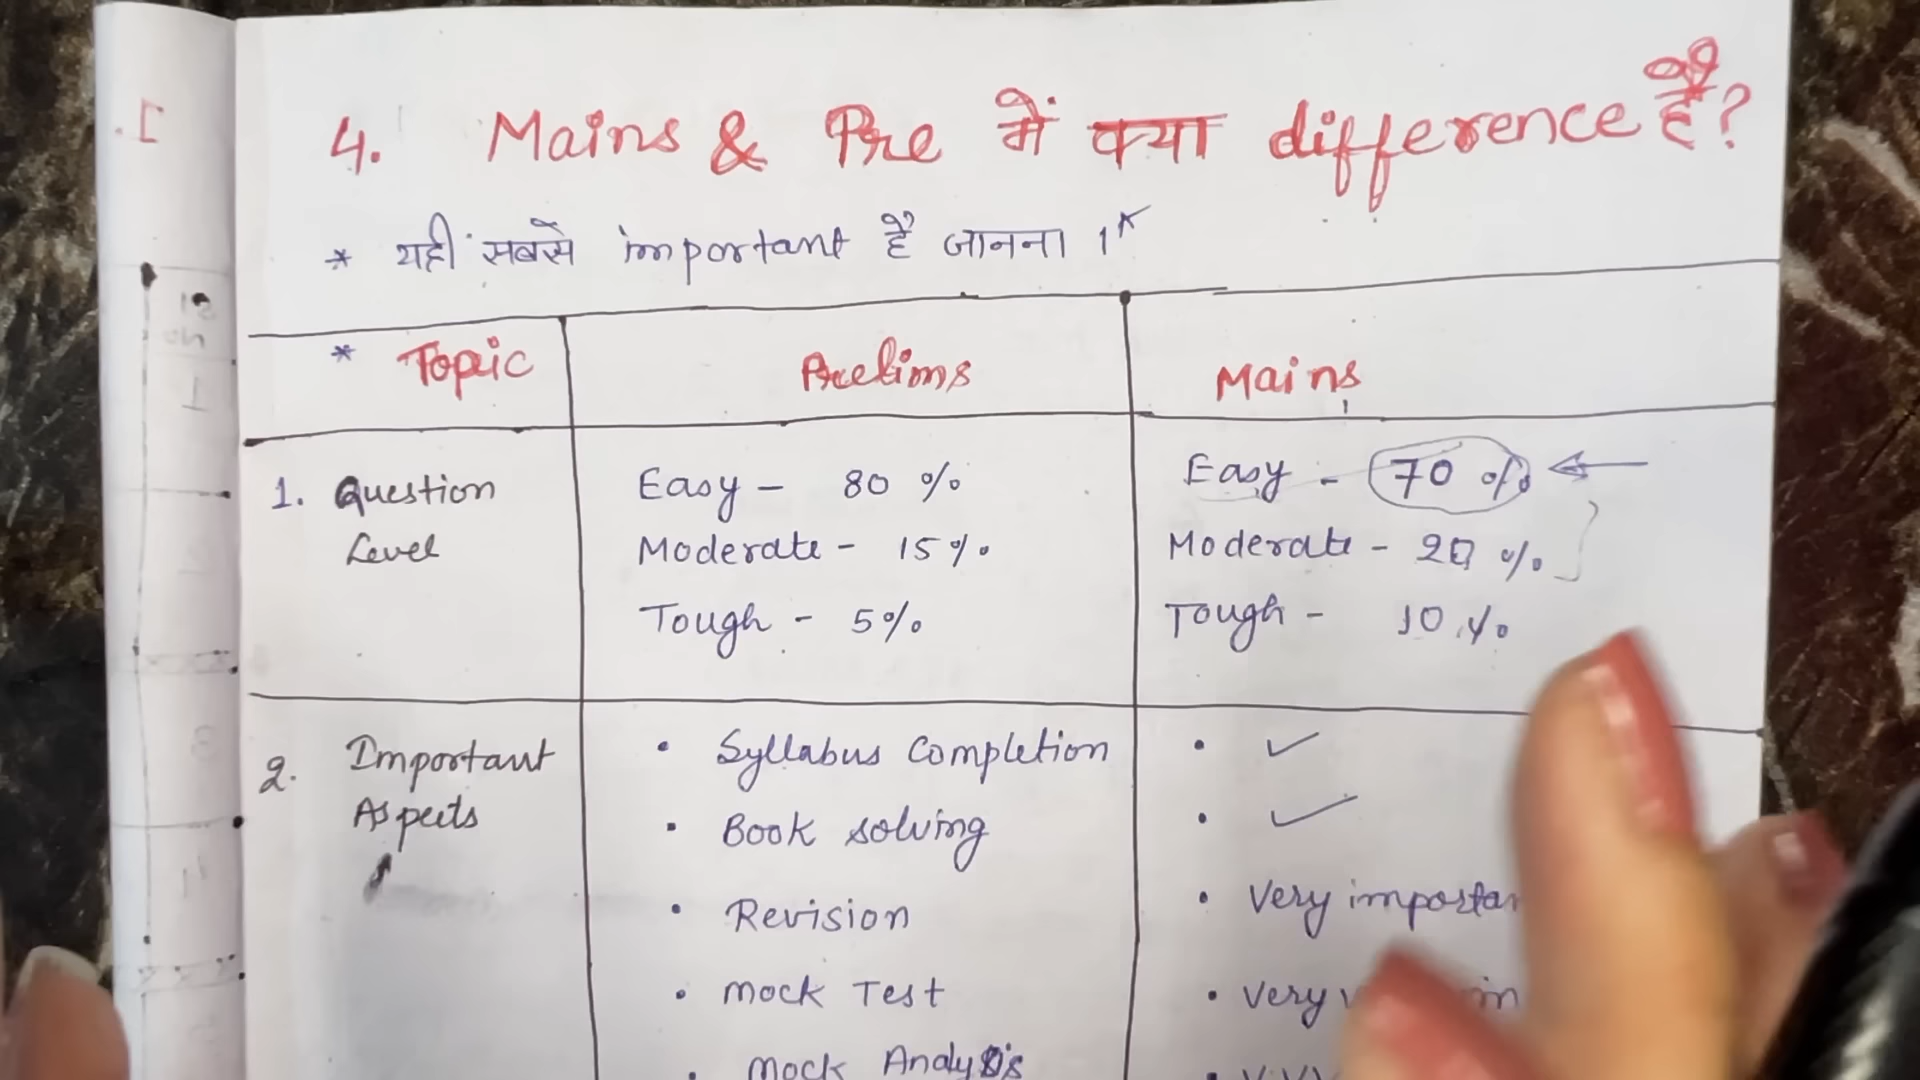 4. Mains & Pre में क्या difference है?
* यही सबसे important है जानना ।*
* Topic Prelims Mains
1. Question Level
Easy - 80 %
Moderate - 15%
Tough - 5%
Easy - 70 %
Moderate - 20 %
Tough - 10 %
2. Important Aspects
• Syllabus Completion
• Book solving
• Revision
• Mock Test
• Mock Analysis
• ✓
• ✓
• Very
• Very